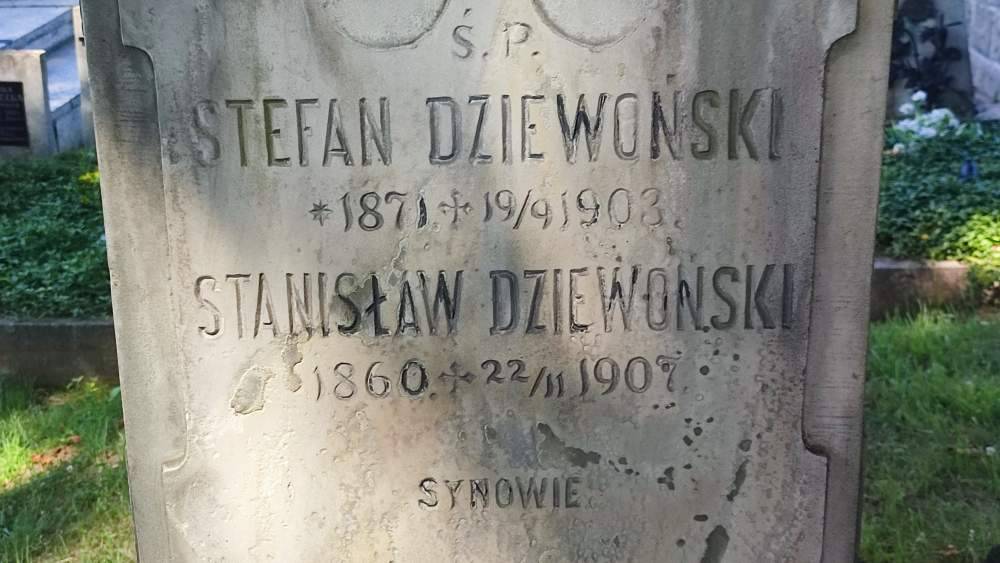 Ś.P.
STEFAN DZIEWOŃSKI
*1871.+19/9 1903.
STANISŁAW DZIEWOŃSKI
1860.+22/11 1907.
SYNOWIE